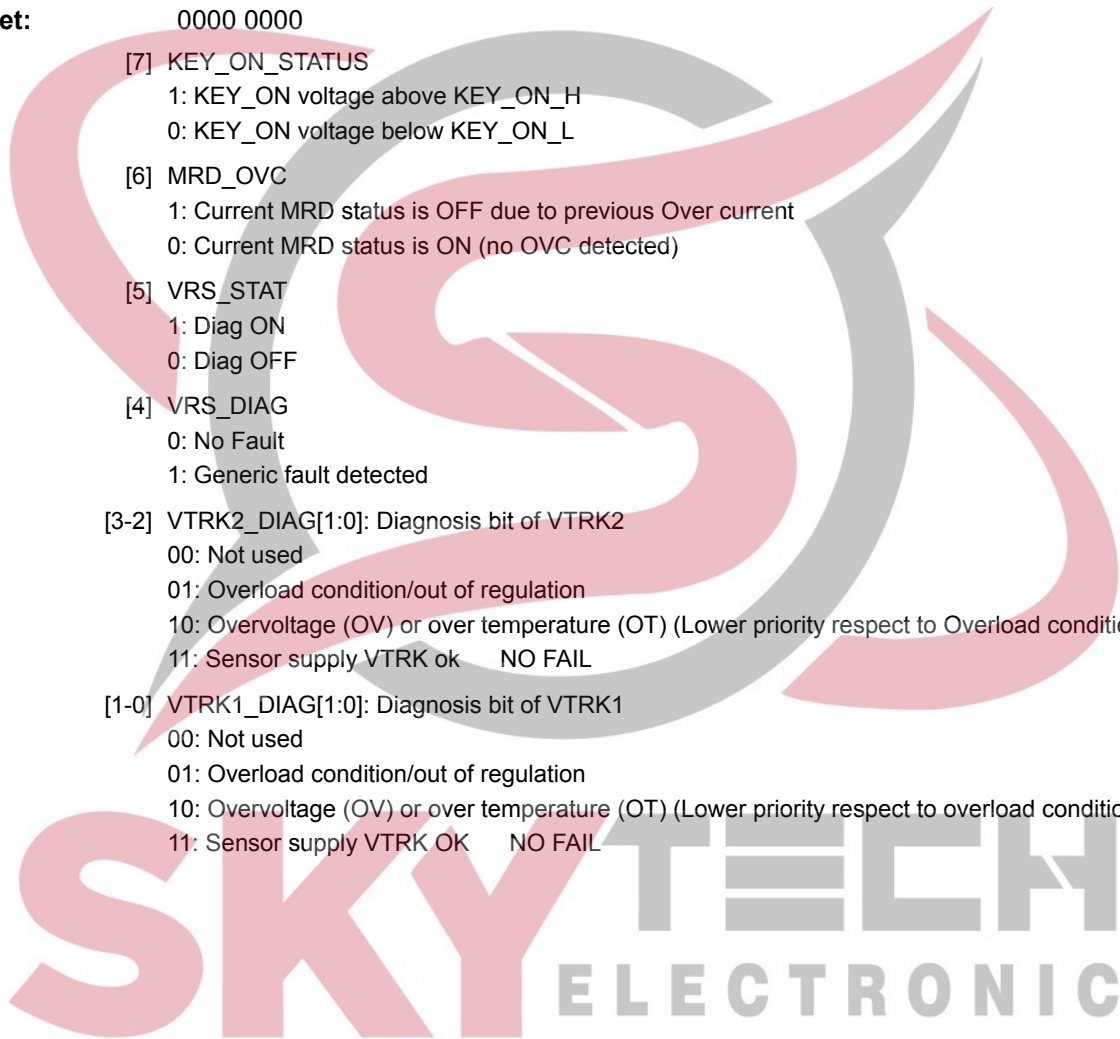 et: 0000 0000
[7] KEY_ON_STATUS
1: KEY_ON voltage above KEY_ON_H
0: KEY_ON voltage below KEY_ON_L
[6] MRD_OVC
1: Current MRD status is OFF due to previous Over current
0: Current MRD status is ON (no OVC detected)
[5] VRS_STAT
1: Diag ON
0: Diag OFF
[4] VRS_DIAG
0: No Fault
1: Generic fault detected
[3-2] VTRK2_DIAG[1:0]: Diagnosis bit of VTRK2
00: Not used
01: Overload condition/out of regulation
10: Overvoltage (OV) or over temperature (OT) (Lower priority respect to Overload conditi
11: Sensor supply VTRK ok NO FAIL
[1-0] VTRK1_DIAG[1:0]: Diagnosis bit of VTRK1
00: Not used
01: Overload condition/out of regulation
10: Overvoltage (OV) or over temperature (OT) (Lower priority respect to overload conditi
11: Sensor supply VTRK OK NO FAIL
SKYTECH
ELECTRONIC